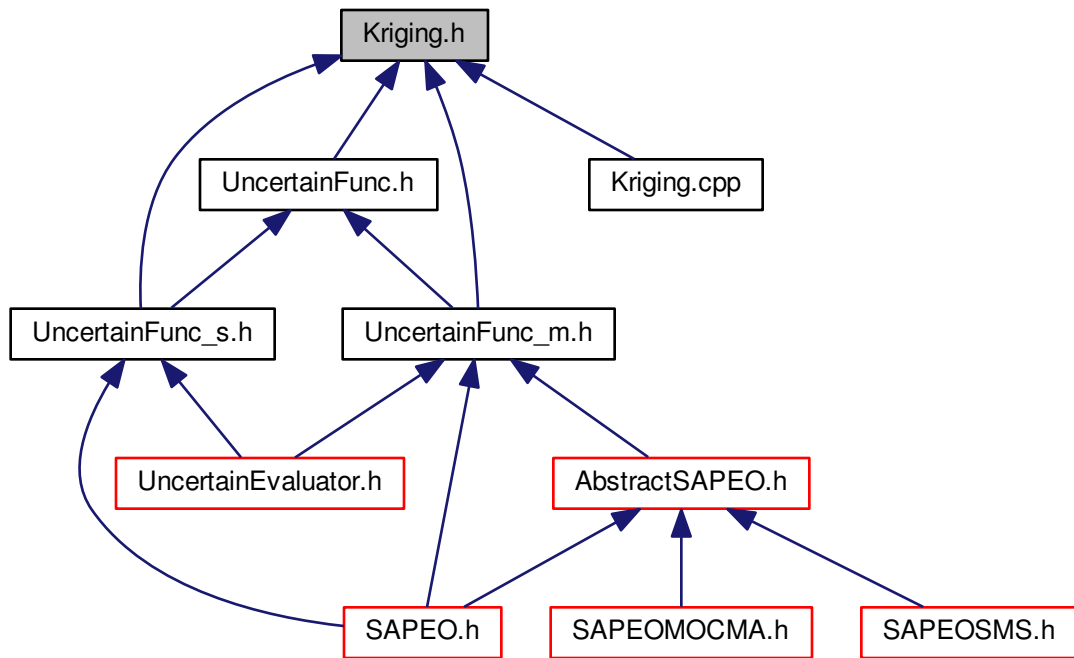 Kriging.h
UncertainFunc.h
Kriging.cpp
UncertainFunc_s.h
UncertainFunc_m.h
UncertainEvaluator.h
AbstractSAPEO.h
SAPEO.h
SAPEOMOCMA.h
SAPEOSMS.h